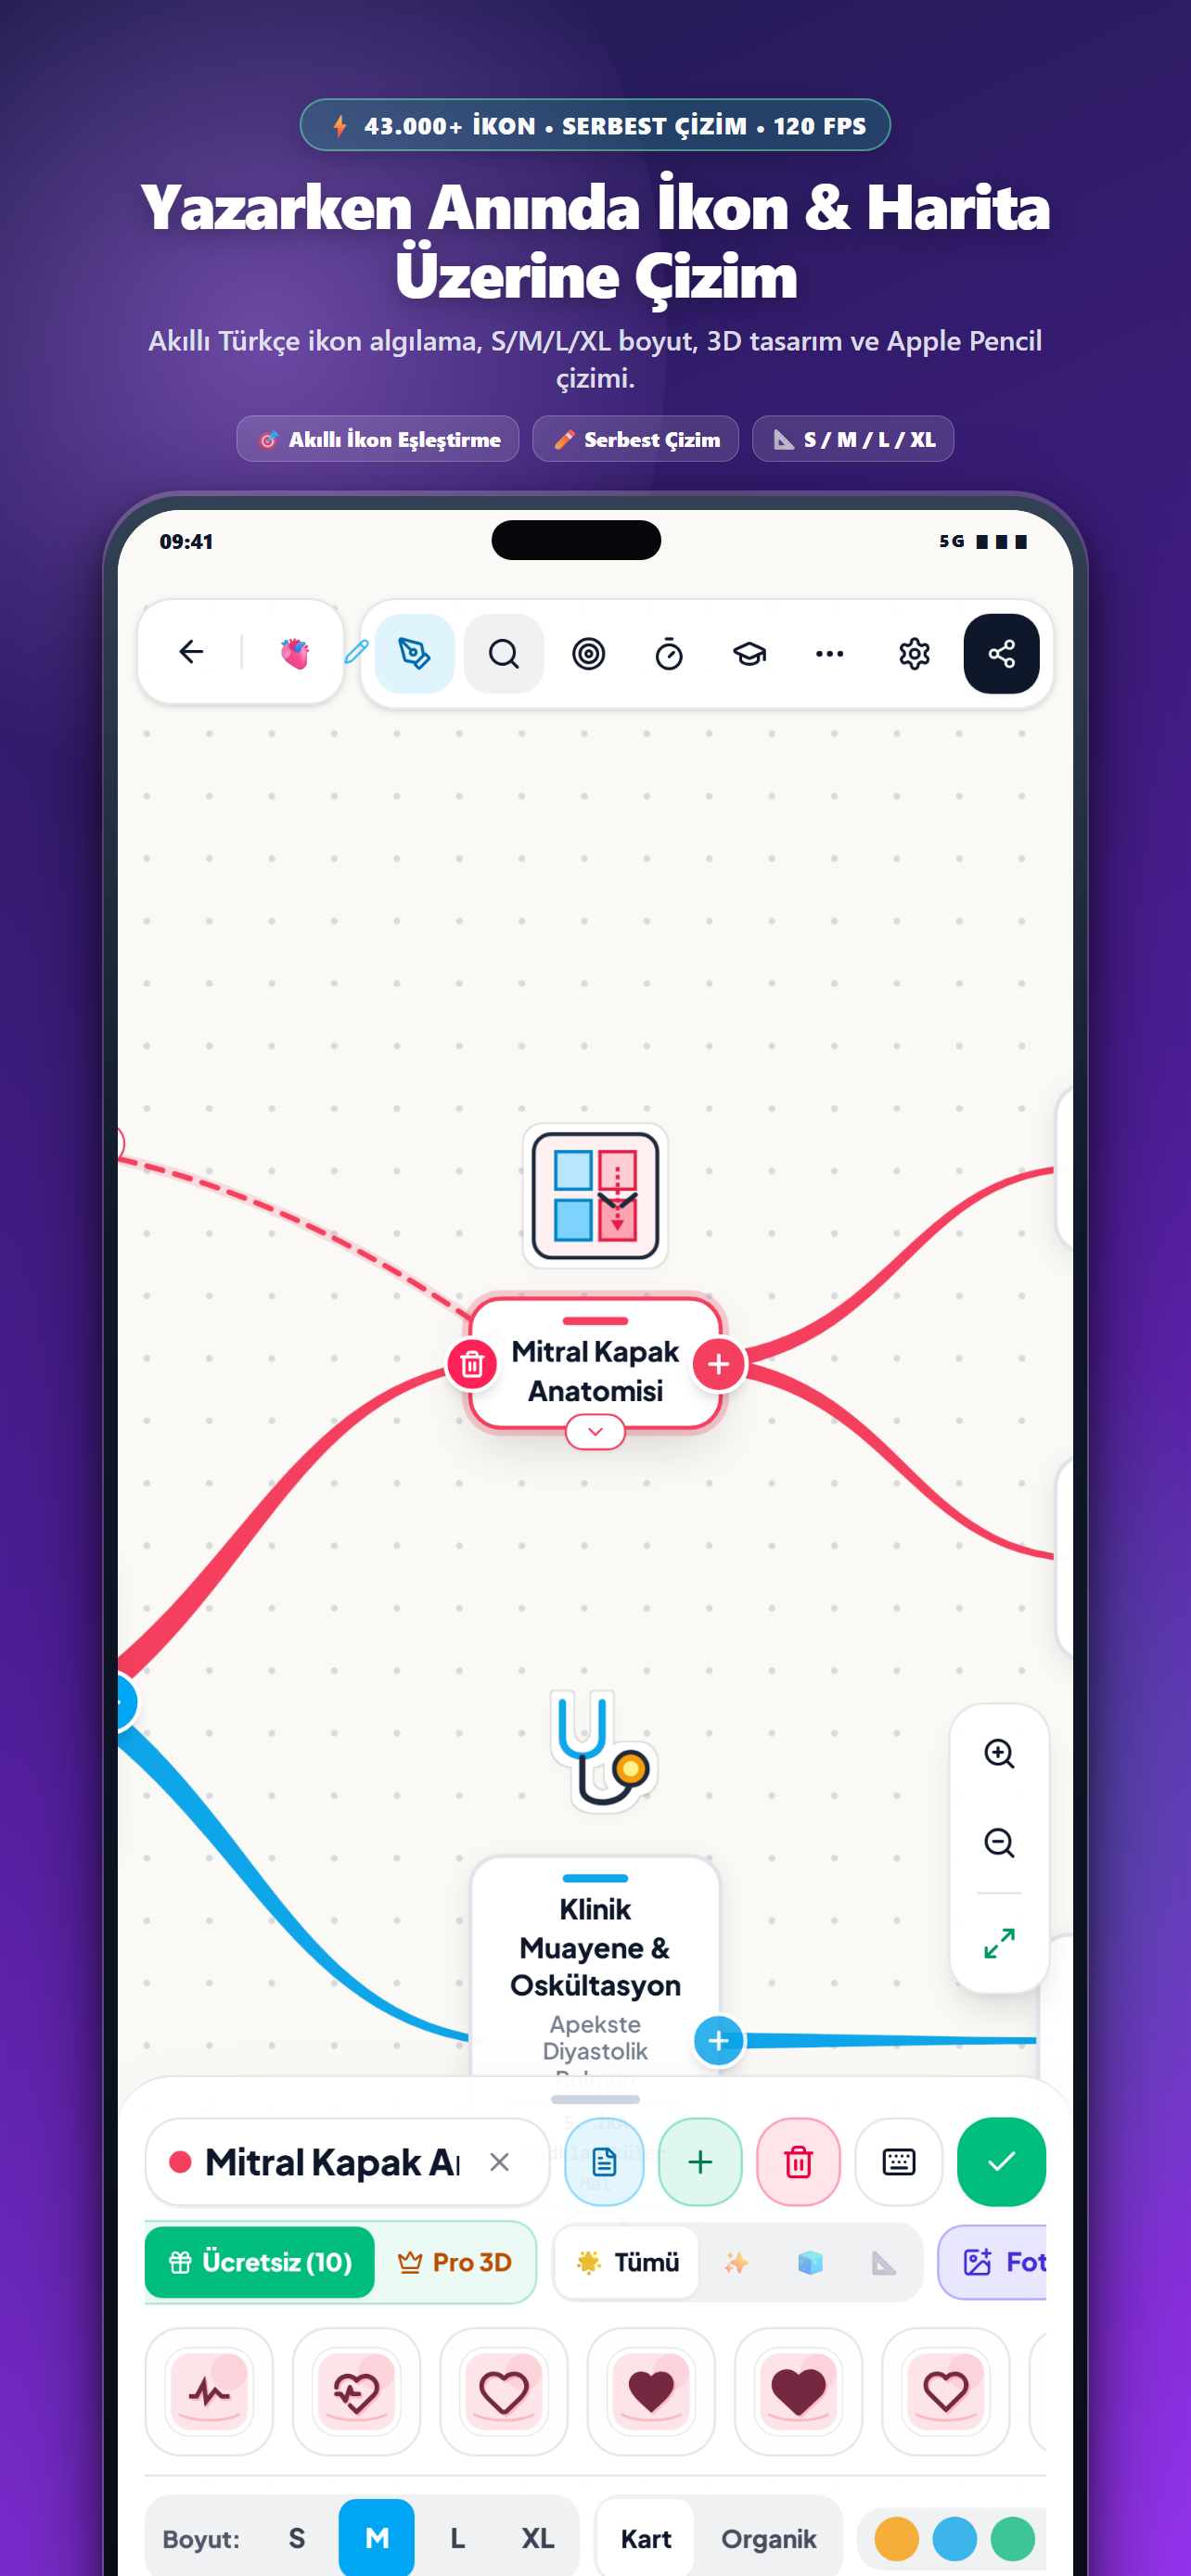 43.000+ İKON • SERBEST ÇİZİM • 120 FPS
Yazarken Anında İkon & Harita
Üzerine Çizim
Akıllı Türkçe ikon algılama, S/M/L/XL boyut, 3D tasarım ve Apple Pencil
çizimi.
Akıllı İkon Eşleştirme
Serbest Çizim
S / M / L / XL
09:41
5G
Mitral Kapak
Anatomisi
Klinik
Muayene &
Oskültasyon
Apekste
Diyastolik
Rulman
Mitral Kapak A
Ücretsiz (10)
Pro 3D
Tümü
Fot
Boyut:
S
M
L
XL
Kart
Organik